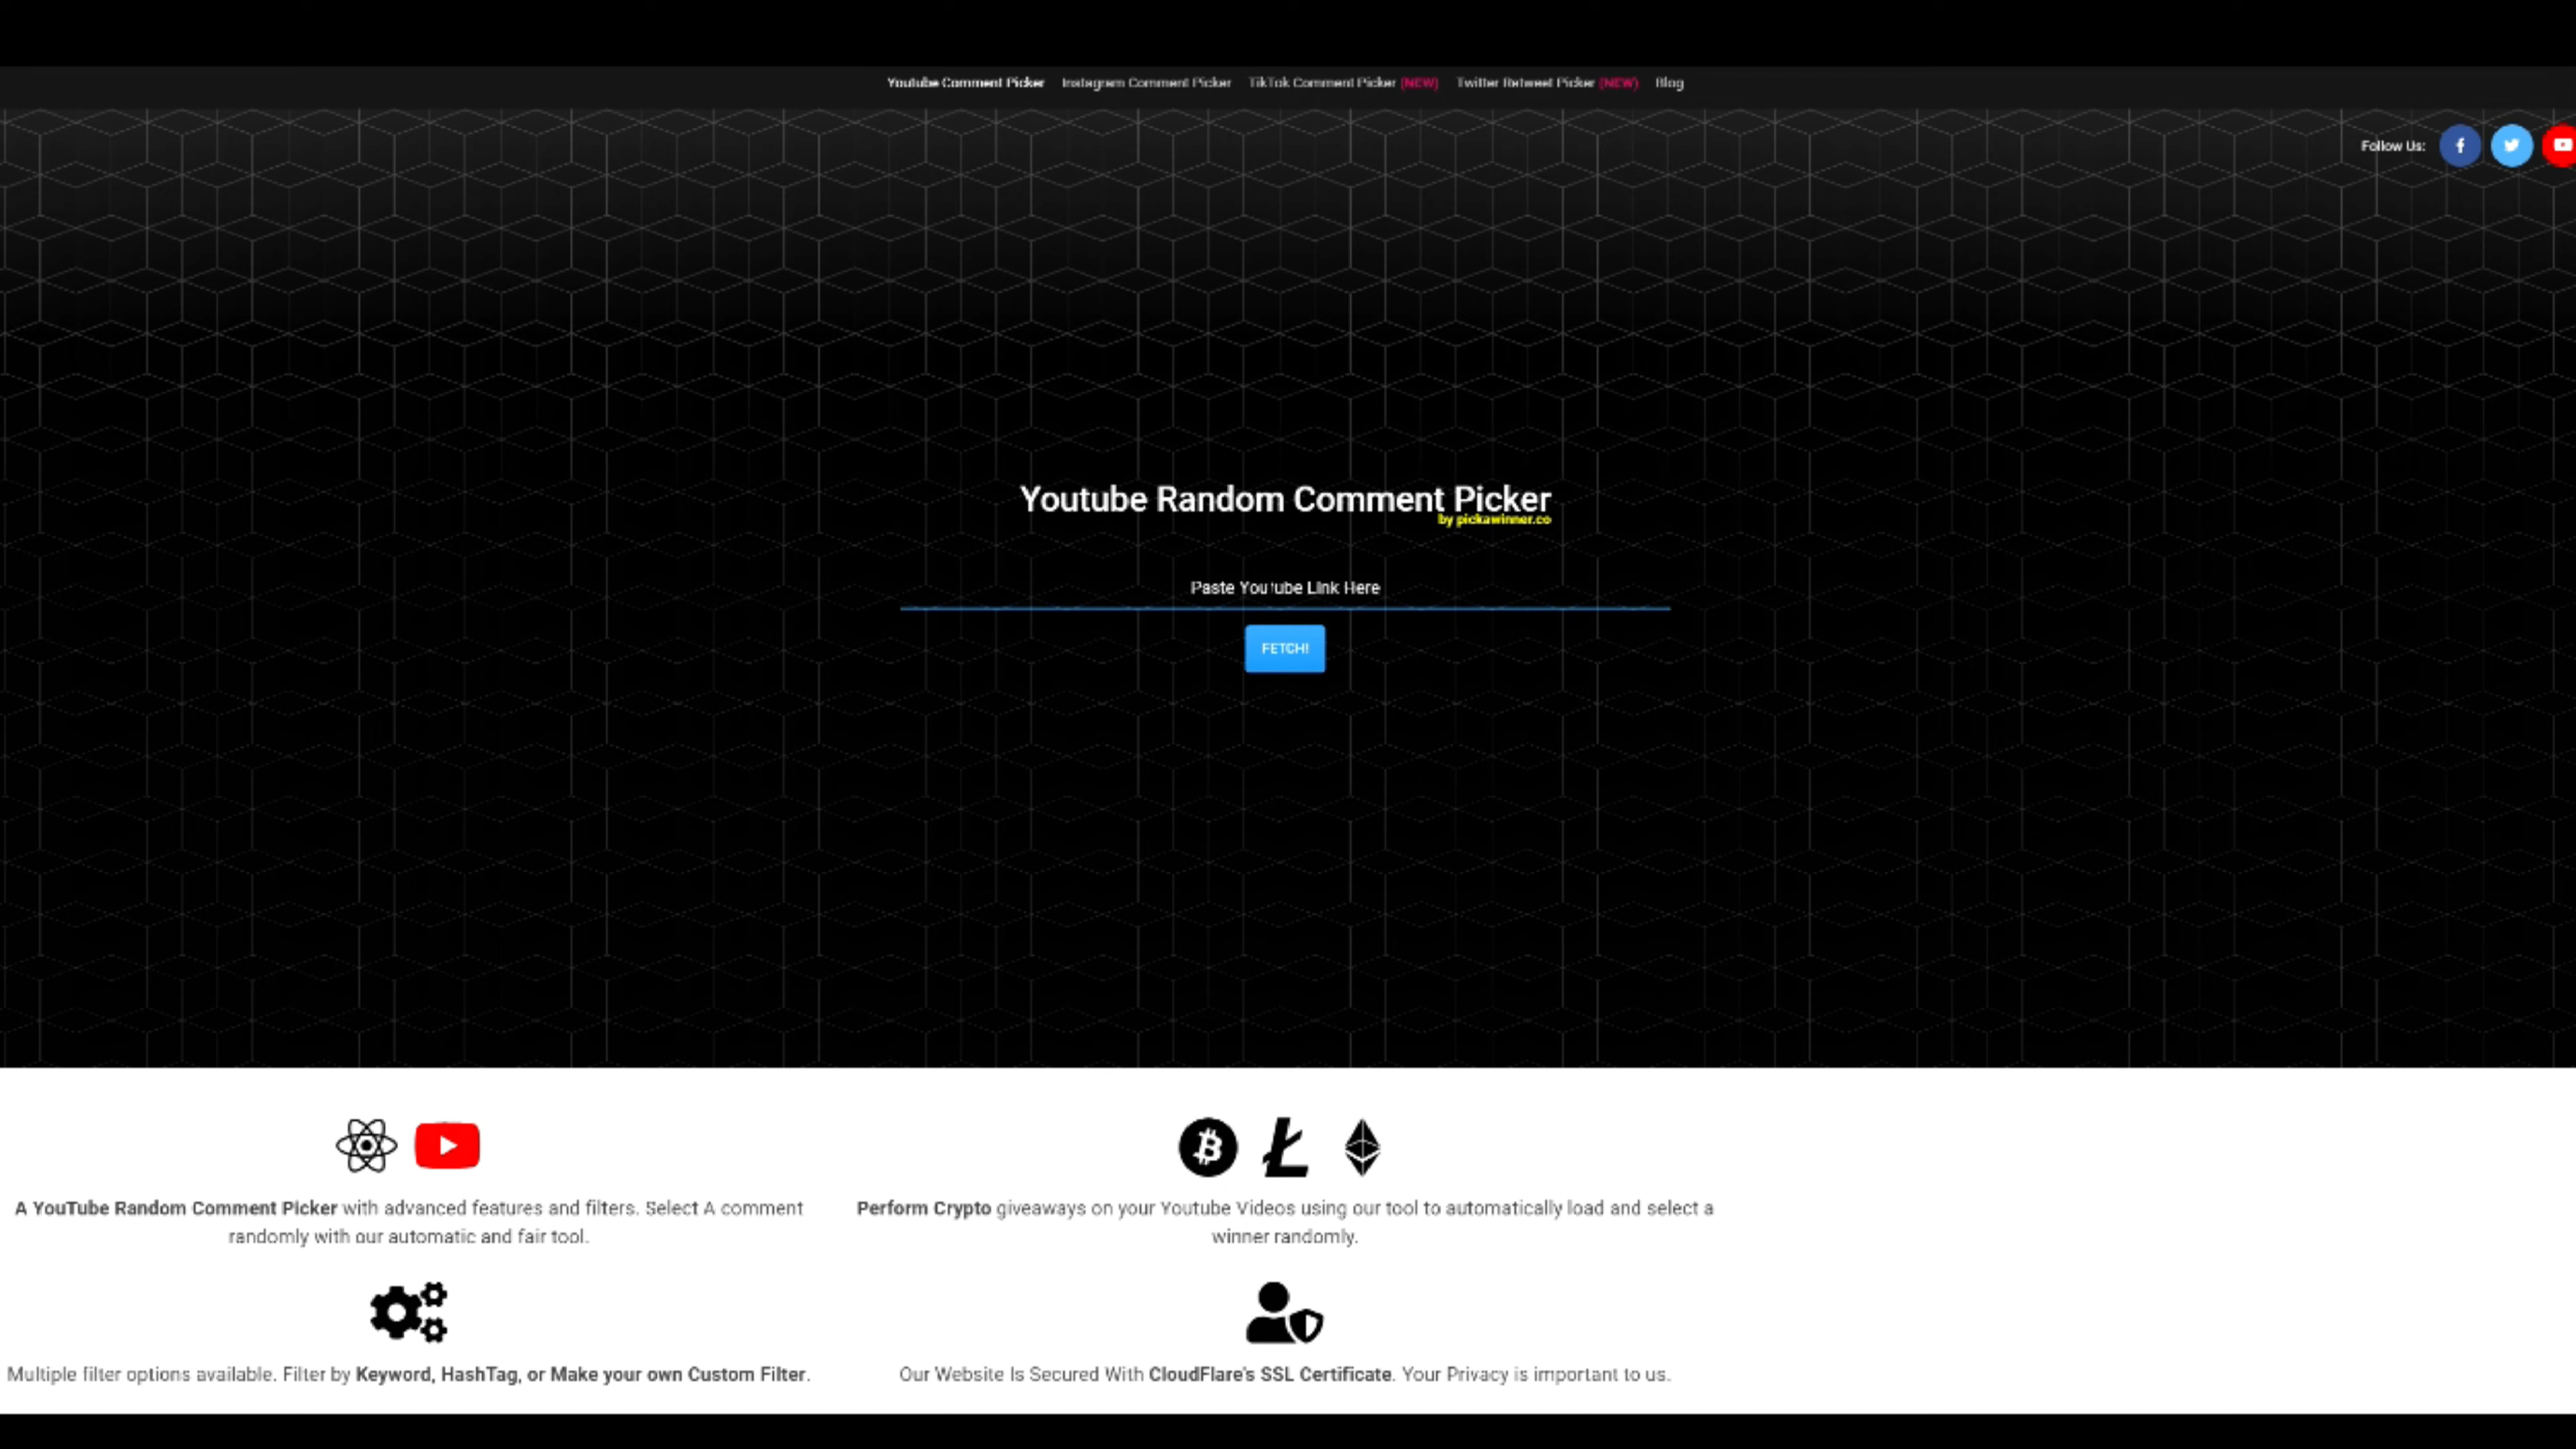 Youtube Comment Picker Instagram Comment Picker TikTok Comment Picker (NEW) Twitter Retweet Picker (NEW) Blog
Follow Us:
Youtube Random Comment Picker
by pickawinner.co
Paste Youtube Link Here
FETCH!
A YouTube Random Comment Picker with advanced features and filters. Select A comment
randomly with our automatic and fair tool.
Perform Crypto giveaways on your Youtube Videos using our tool to automatically load and select a
winner randomly.
Multiple filter options available. Filter by Keyword, HashTag, or Make your own Custom Filter.
Our Website Is Secured With CloudFlare's SSL Certificate. Your Privacy is important to us.